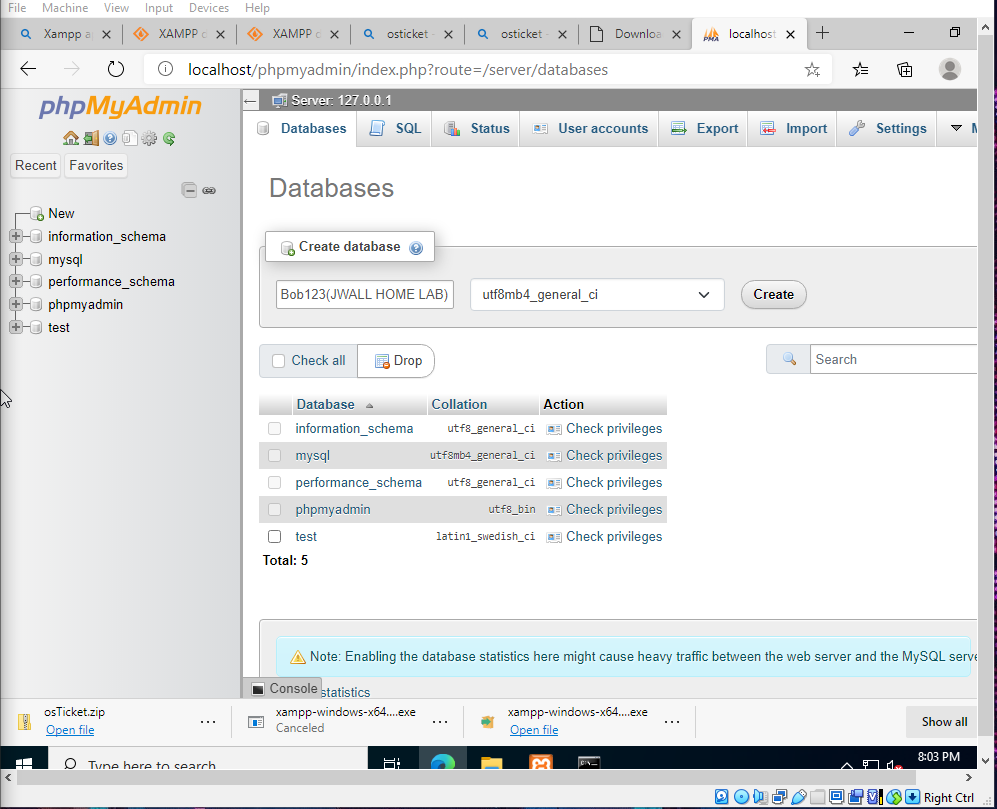 File Machine View Input Devices Help
Xampp a XAMPP d XAMPP d osticket - osticket - Downloa localhost
localhost/phpmyadmin/index.php?route=/server/databases
phpMyAdmin
Recent Favorites
New
information_schema
mysql
performance_schema
phpmyadmin
test
Server: 127.0.0.1
Databases SQL Status User accounts Export Import Settings
Databases
Create database
Bob123(JWALL HOME LAB) utf8mb4_general_ci Create
Check all Drop Search
Database Collation Action
information_schema utf8_general_ci Check privileges
mysql utf8mb4_general_ci Check privileges
performance_schema utf8_general_ci Check privileges
phpmyadmin utf8_bin Check privileges
test latin1_swedish_ci Check privileges
Total: 5
Note: Enabling the database statistics here might cause heavy traffic between the web server and the MySQL serve
Console statistics
osTicket.zip
Open file
xampp-windows-x64....exe
Canceled
xampp-windows-x64....exe
Open file
Show all
Type here to search
8:03 PM
Right Ctrl